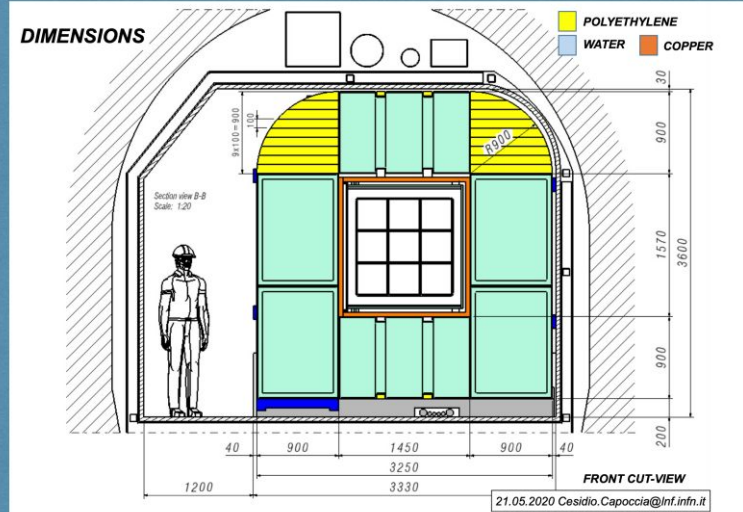 DIMENSIONS
POLYETHYLENE
WATER COPPER
30
9x100=900
100
R900
900
Section view B-B
Scale: 1:20
1570
3600
900
200
40 900 1450 900 40
3250
1200 3330
FRONT CUT-VIEW
21.05.2020 Cesidio.Capoccia@lnf.infn.it